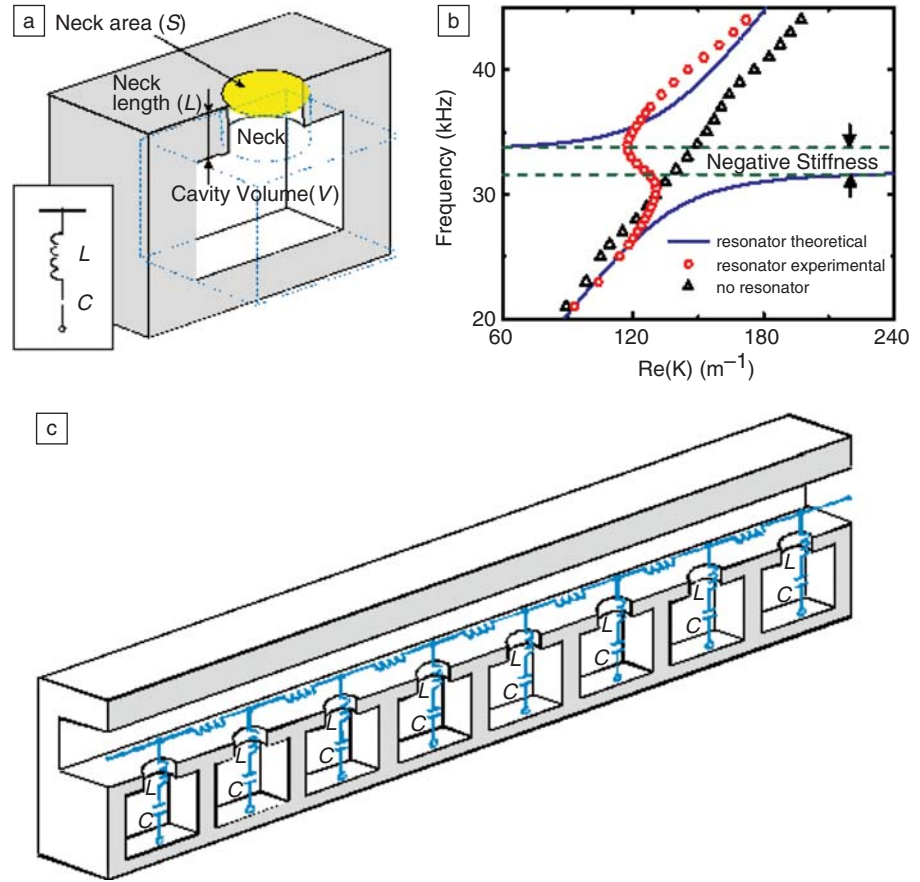 a
Neck area (S)
Neck
length (L)
Neck
Cavity Volume(V)
L
C
b
Frequency (kHz)
40
30
20
Negative Stiffness
resonator theoretical
resonator experimental
no resonator
60
120
180
240
Re(K) (m⁻¹)
c
L
C
L
C
L
C
L
C
L
C
L
C
L
C
L
C